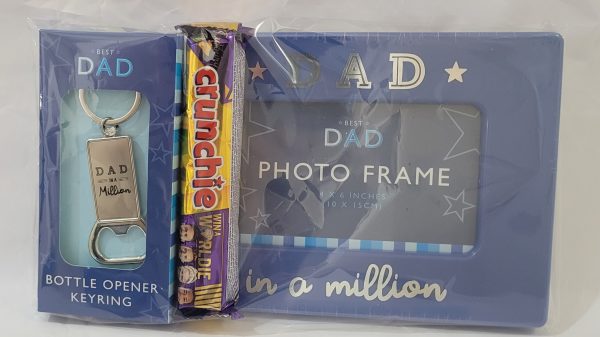 BEST
DAD
DAD
IN A
Million
BOTTLE OPENER
KEYRING
crunchie
WIN A
WORLDIE
DAD
BEST
DAD
PHOTO FRAME
4 X 6 INCHES
(10 X 15CM)
in a million